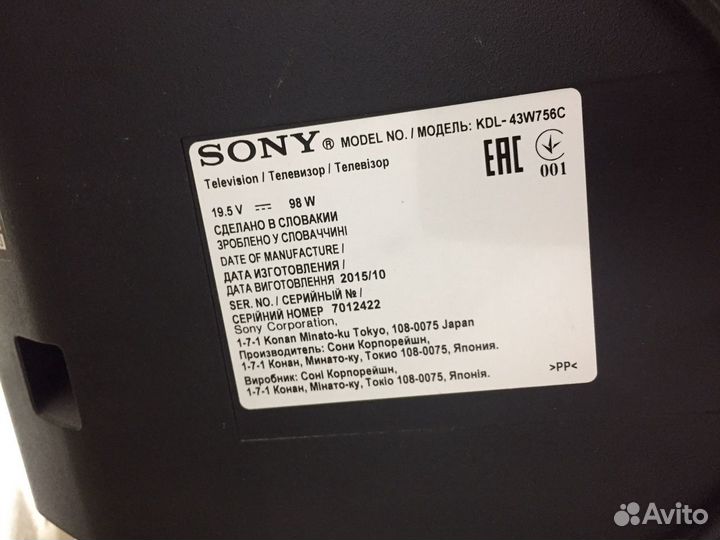 SONY® MODEL NO. / МОДЕЛЬ: KDL- 43W756C
Television / Телевизор / Телевізор
EAC
001
19.5 V ⎓ 98 W
СДЕЛАНО В СЛОВАКИИ
ЗРОБЛЕНО У СЛОВАЧЧИНІ
DATE OF MANUFACTURE /
ДАТА ИЗГОТОВЛЕНИЯ /
ДАТА ВИГОТОВЛЕННЯ 2015/10
SER. NO. / СЕРИЙНЫЙ № /
СЕРІЙНИЙ НОМЕР 7012422
Sony Corporation,
1-7-1 Konan Minato-ku Tokyo, 108-0075 Japan
Производитель: Сони Корпорейшн,
1-7-1 Конан, Минато-ку, Токио 108-0075, Япония.
Виробник: Соні Корпорейшн,
1-7-1 Конан, Мінато-ку, Токіо 108-0075, Японія.
>PP<
Avito